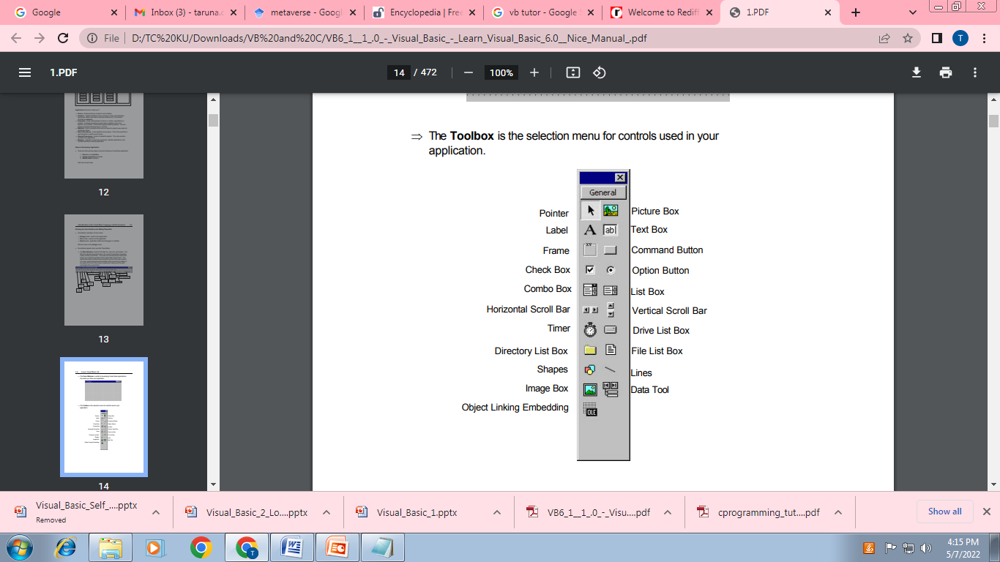 Google
Inbox (3) - taruna.c
metaverse - Goog
Encyclopedia | Fre
vb tutor - Google S
Welcome to Rediff
1.PDF
File | D:/TC%20KU/Downloads/VB%20and%20C/VB6_1__1_.0_-_Visual_Basic_-_Learn_Visual_Basic_6.0__Nice_Manual_.pdf
T
1.PDF
14 / 472
100%
12
13
14
⇒ The Toolbox is the selection menu for controls used in your
application.
General
Pointer
Picture Box
Label
A
ab
Text Box
Frame
xv
Command Button
Check Box
Option Button
Combo Box
List Box
Horizontal Scroll Bar
Vertical Scroll Bar
Timer
Drive List Box
Directory List Box
File List Box
Shapes
Lines
Image Box
Data Tool
Object Linking Embedding
OLE
Visual_Basic_Self_....pptx
Removed
Visual_Basic_2_Lo....pptx
Visual_Basic_1.pptx
VB6_1__1_.0_-_Visu....pdf
cprogramming_tut....pdf
Show all
4:15 PM
5/7/2022